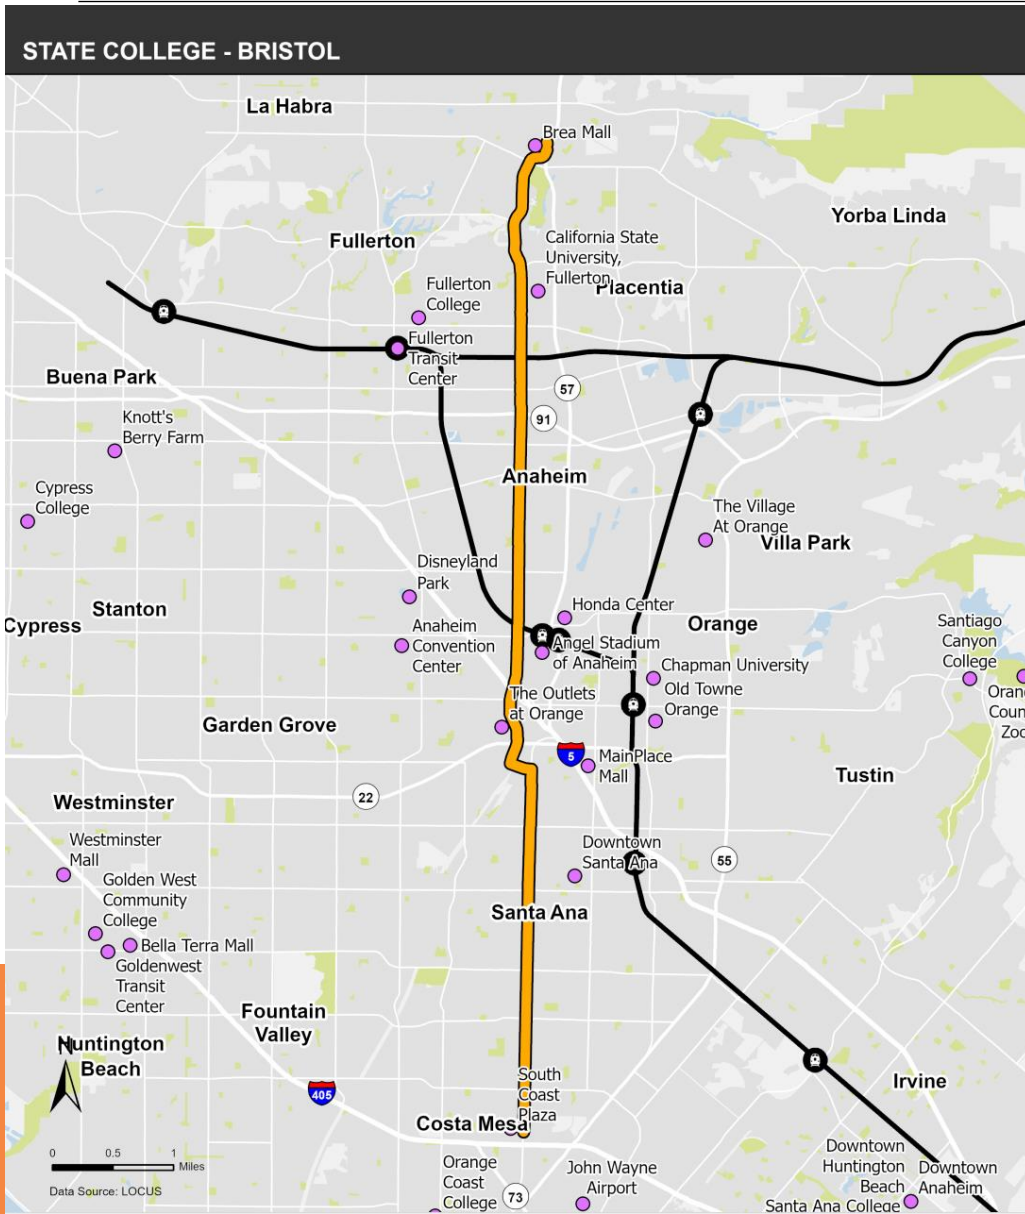 STATE COLLEGE - BRISTOL
La Habra
Brea Mall
Yorba Linda
Fullerton
California State
University,
Fullerton
Placentia
Fullerton
College
Fullerton
Transit
Center
Buena Park
57
91
Knott's
Berry Farm
Anaheim
Cypress
College
The Village
At Orange
Villa Park
Disneyland
Park
Stanton
Cypress
Honda Center
Orange
Anaheim
Convention
Center
Angel Stadium
of Anaheim
Santiago
Canyon
College
Chapman University
Old Towne
Orange
The Outlets
at Orange
Oran
Coun
Zoo
Garden Grove
5
MainPlace
Mall
Tustin
22
Westminster
Westminster
Mall
Downtown
Santa Ana
55
Golden West
Community
College
Santa Ana
Bella Terra Mall
Goldenwest
Transit
Center
Fountain
Valley
N
Huntington
Beach
South
Coast
Plaza
Irvine
405
Costa Mesa
0 0.5 1
Miles
Data Source: LOCUS
Orange
Coast
College
73
John Wayne
Airport
Downtown
Huntington
Beach
Downtown
Anaheim
Santa Ana College